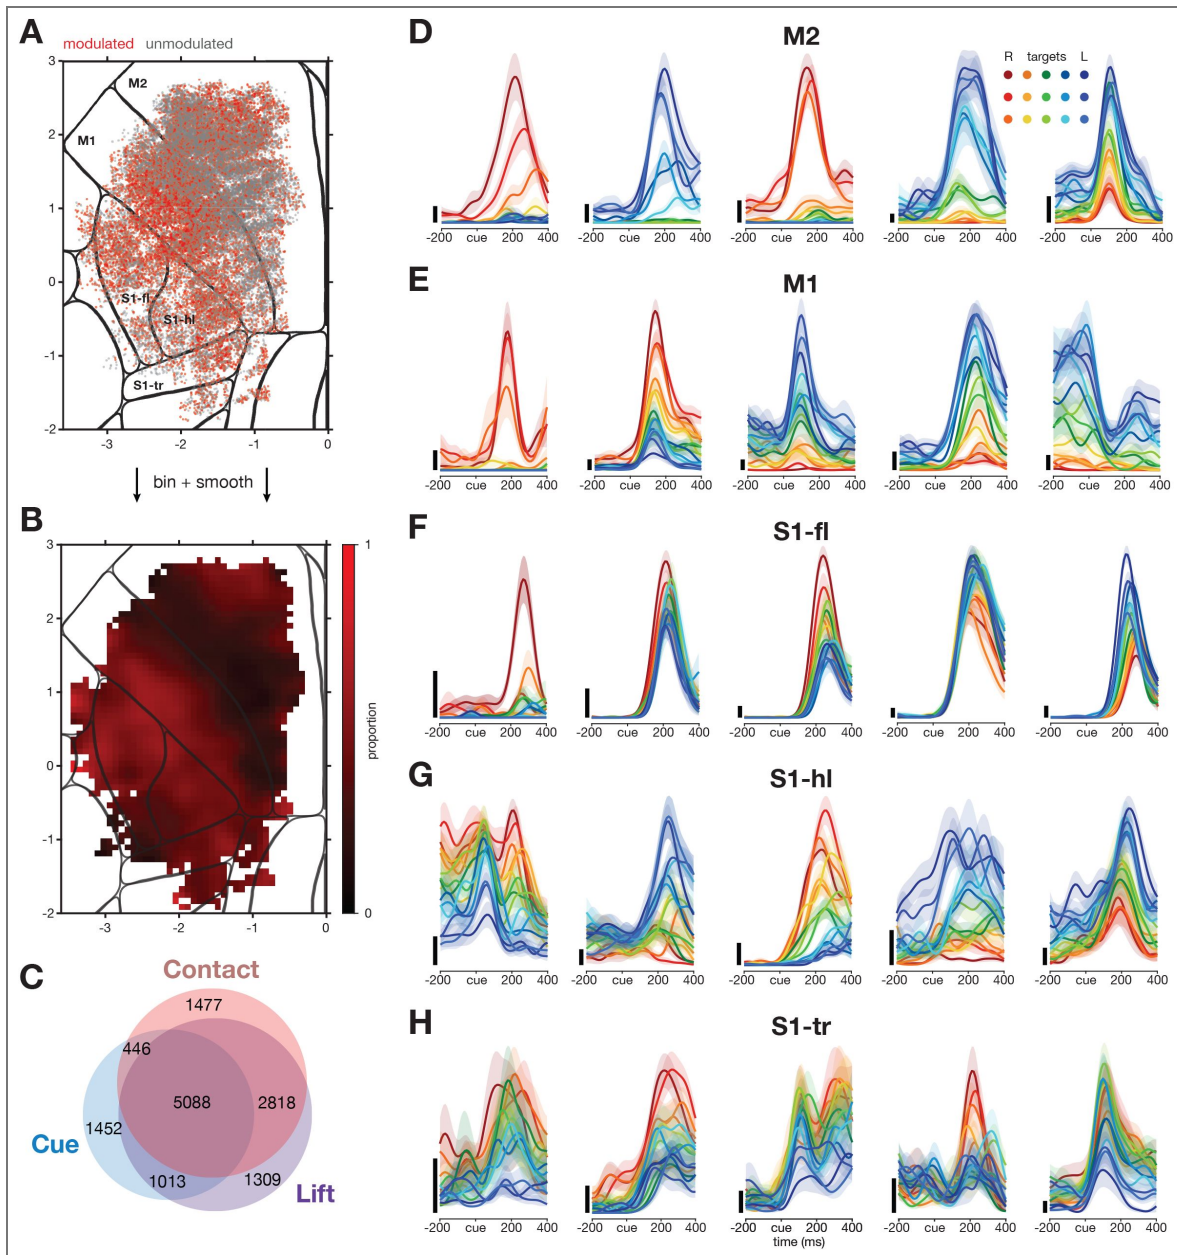 A
modulated unmodulated
3
2
1
0
-1
-2
-3 -2 -1 0
M2
M1
S1-fl
S1-hl
S1-tr
bin + smooth
B
3
2
1
0
-1
-2
-3 -2 -1 0
1
proportion
0
C
Contact
1477
446
5088
2818
1452
Cue
1013
1309
Lift
D
M2
R targets L
-200 cue 200 400
-200 cue 200 400
-200 cue 200 400
-200 cue 200 400
-200 cue 200 400
E
M1
-200 cue 200 400
-200 cue 200 400
-200 cue 200 400
-200 cue 200 400
-200 cue 200 400
F
S1-fl
-200 cue 200 400
-200 cue 200 400
-200 cue 200 400
-200 cue 200 400
-200 cue 200 400
G
S1-hl
-200 cue 200 400
-200 cue 200 400
-200 cue 200 400
-200 cue 200 400
-200 cue 200 400
H
S1-tr
-200 cue 200 400
-200 cue 200 400
-200 cue 200 400
time (ms)
-200 cue 200 400
-200 cue 200 400